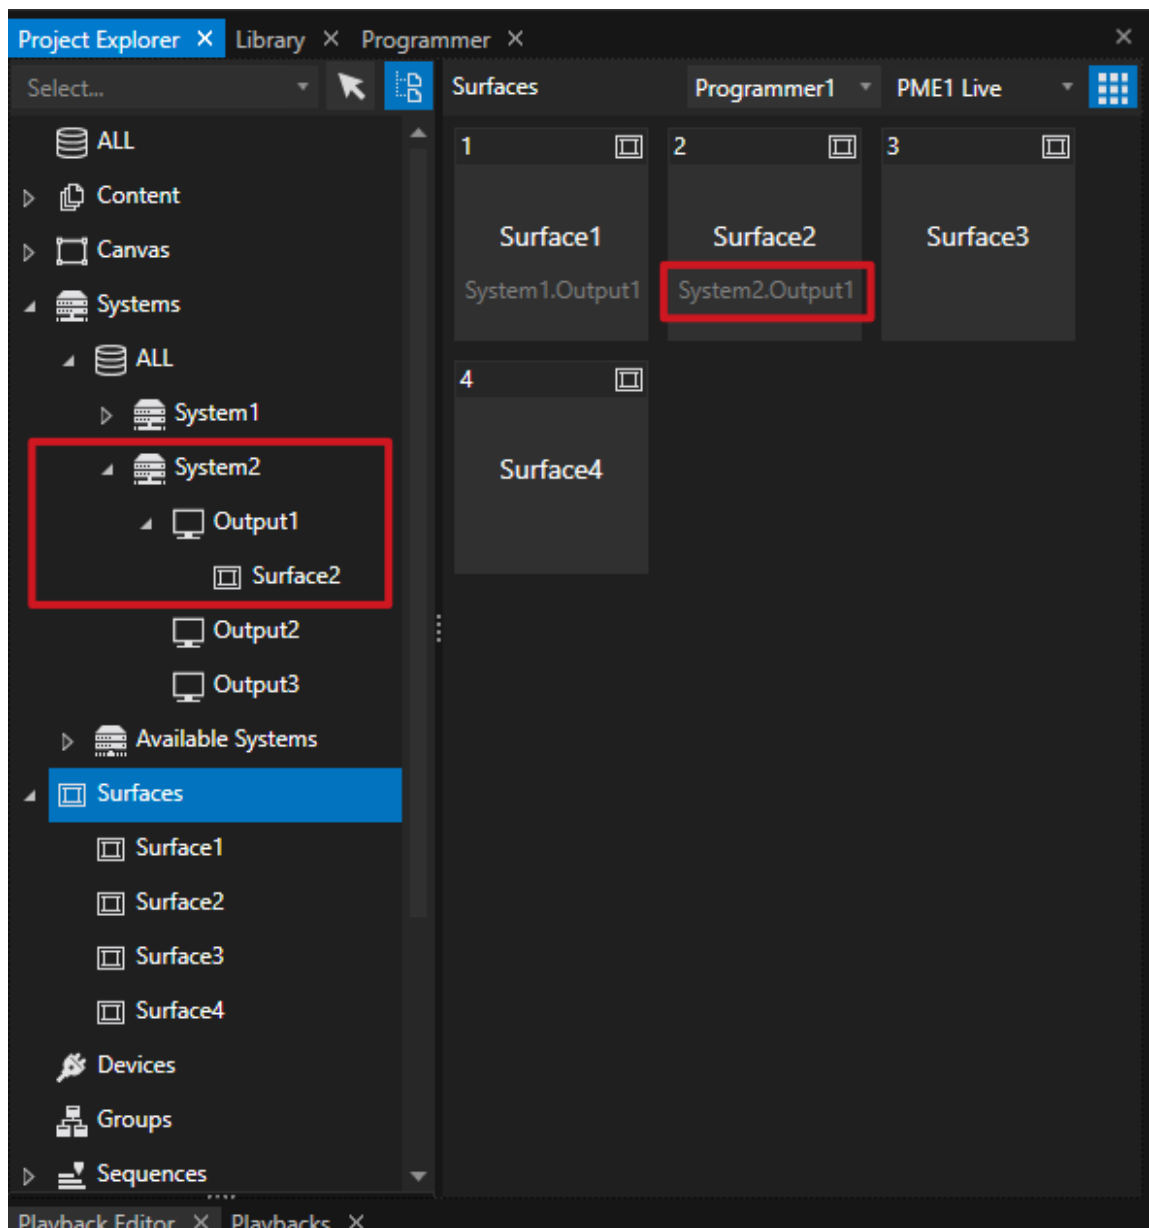 Project Explorer
Library
Programmer
Select...
Surfaces
Programmer1
PME1 Live
ALL
Content
Canvas
Systems
ALL
System1
System2
Output1
Surface2
Output2
Output3
Available Systems
Surfaces
Surface1
Surface2
Surface3
Surface4
Devices
Groups
Sequences
1
Surface1
System1.Output1
2
Surface2
System2.Output1
3
Surface3
4
Surface4
Playback Editor
Playbacks